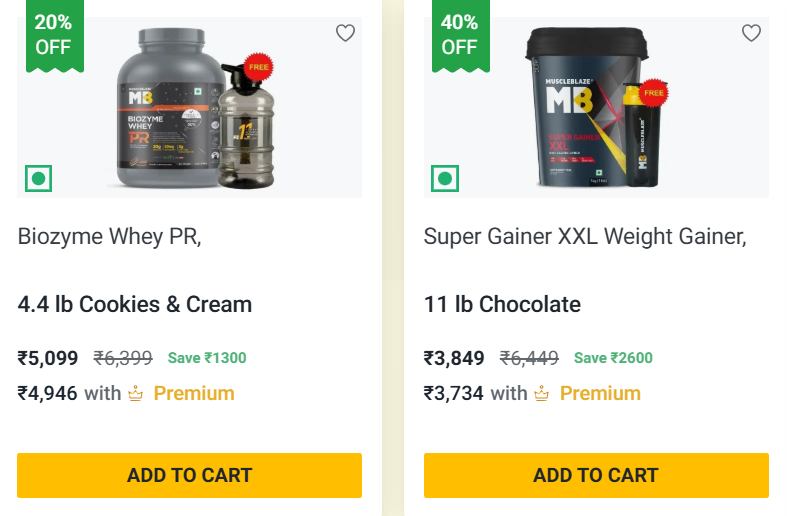 20%
OFF
MUSCLEBLAZE
MB
BIOZYME
WHEY
PR
FREE
Biozyme Whey PR,
4.4 lb Cookies & Cream
₹5,099 ₹6,399 Save ₹1300
₹4,946 with Premium
ADD TO CART
40%
OFF
MUSCLEBLAZE
MB
SUPER GAINER
XXL
FREE
MB MUSCLEBLAZE
Super Gainer XXL Weight Gainer,
11 lb Chocolate
₹3,849 ₹6,449 Save ₹2600
₹3,734 with Premium
ADD TO CART